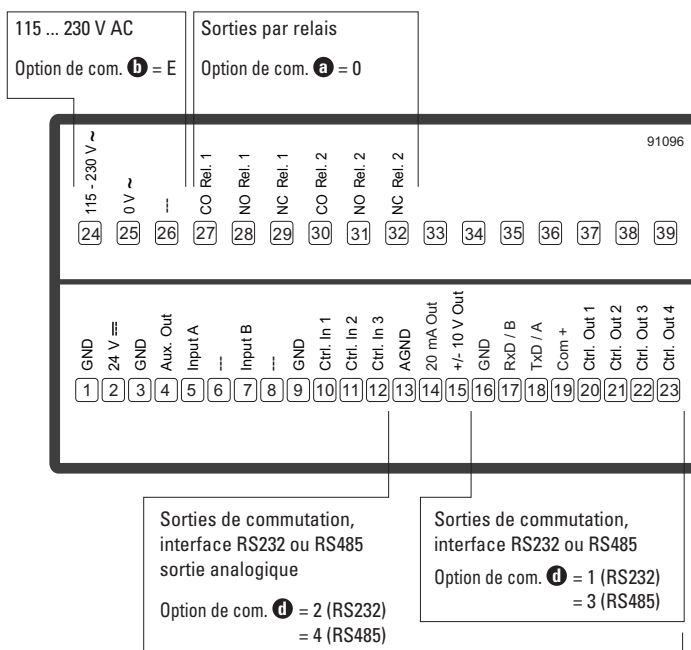 115 ... 230 V AC
Option de com. b = E
Sorties par relais
Option de com. a = 0
91096
115 - 230 V ~
0 V ~
---
CO Rel. 1
NO Rel. 1
NC Rel. 1
CO Rel. 2
NO Rel. 2
NC Rel. 2
24 25 26 27 28 29 30 31 32 33 34 35 36 37 38 39
GND
24 V ⎓
GND
Aux. Out
Input A
---
Input B
---
GND
Ctrl. In 1
Ctrl. In 2
Ctrl. In 3
AGND
20 mA Out
+/- 10 V Out
GND
RxD / B
TxD / A
Com +
Ctrl. Out 1
Ctrl. Out 2
Ctrl. Out 3
Ctrl. Out 4
1 2 3 4 5 6 7 8 9 10 11 12 13 14 15 16 17 18 19 20 21 22 23
Sorties de commutation,
interface RS232 ou RS485
sortie analogique
Option de com. d = 2 (RS232)
= 4 (RS485)
Sorties de commutation,
interface RS232 ou RS485
Option de com. d = 1 (RS232)
= 3 (RS485)